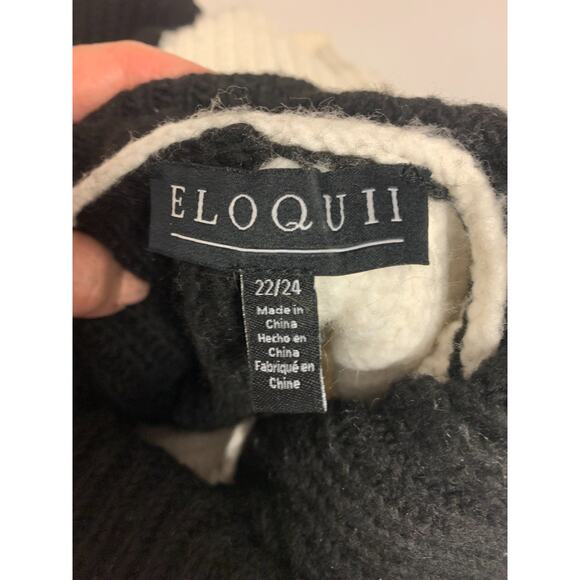 ELOQUII
22/24
Made in
China
Hecho en
China
Fabriqué en
Chine